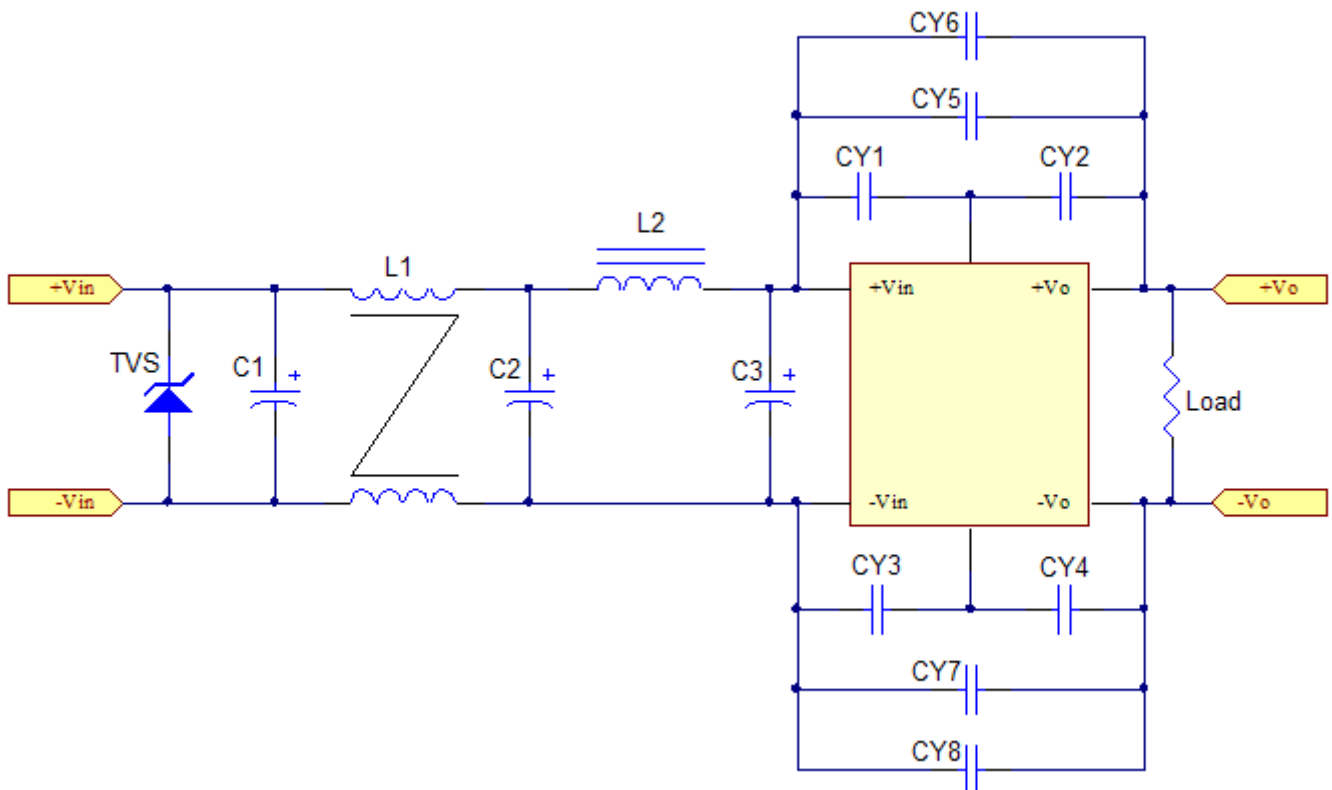 CY6
CY5
CY1
CY2
L2
L1
+Vin
+Vin
+Vo
+Vo
TVS
C1
+
C2
+
C3
+
Load
-Vin
-Vin
-Vo
-Vo
CY3
CY4
CY7
CY8